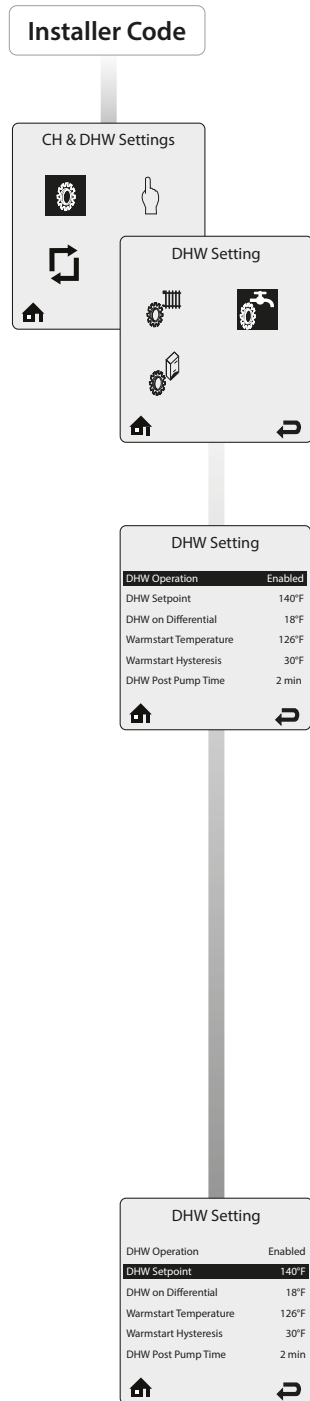 Installer Code
CH & DHW Settings
DHW Setting
DHW Setting
DHW Operation Enabled
DHW Setpoint 140°F
DHW on Differential 18°F
Warmstart Temperature 126°F
Warmstart Hysteresis 30°F
DHW Post Pump Time 2 min
DHW Setting
DHW Operation Enabled
DHW Setpoint 140°F
DHW on Differential 18°F
Warmstart Temperature 126°F
Warmstart Hysteresis 30°F
DHW Post Pump Time 2 min